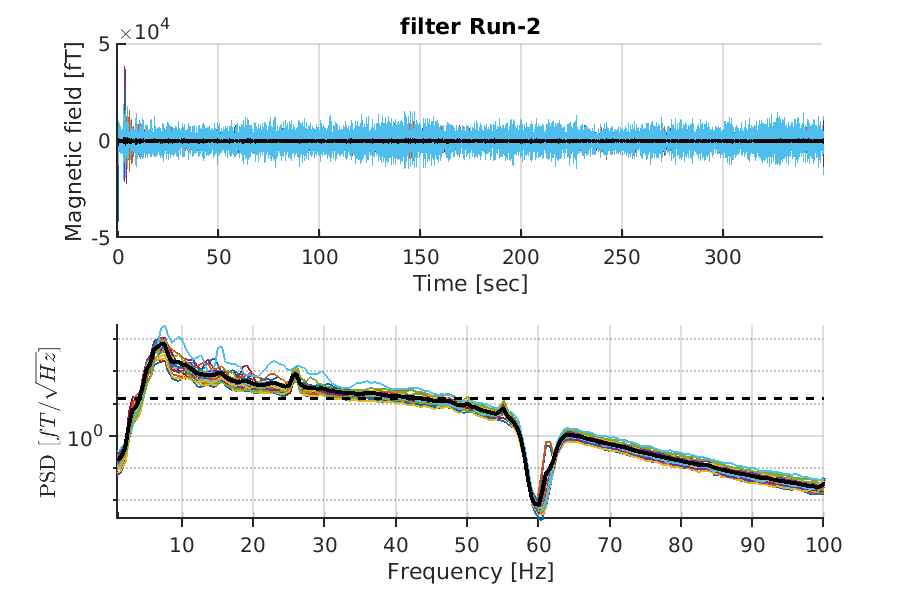 filter Run-2
×10⁴
Magnetic field [fT]
5
0
-5
0 50 100 150 200 250 300
Time [sec]
PSD [fT/√Hz]
10⁰
10 20 30 40 50 60 70 80 90 100
Frequency [Hz]